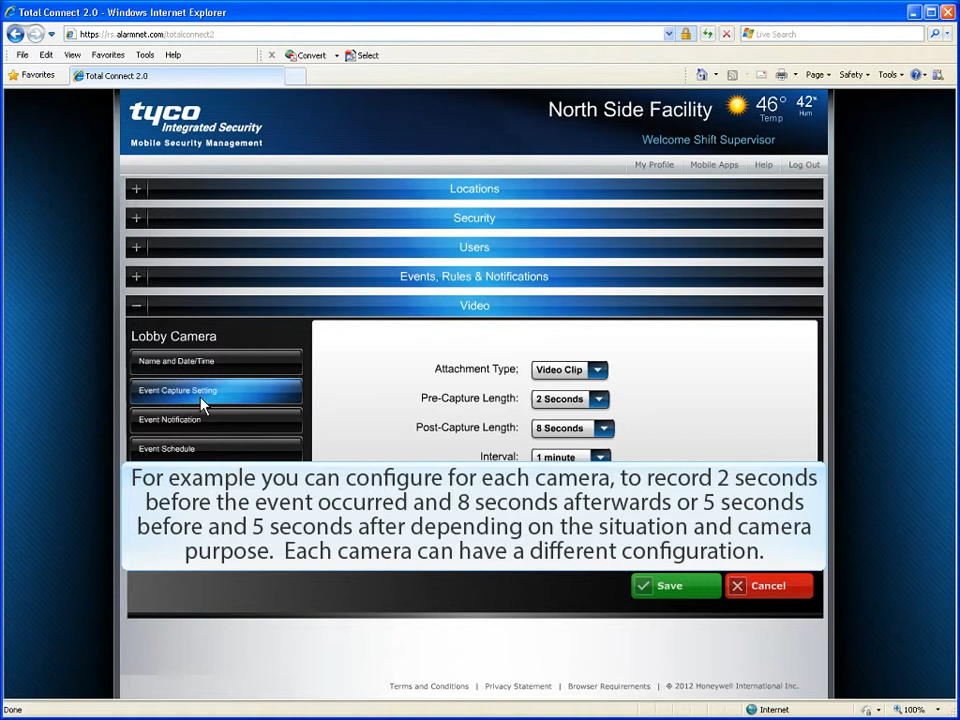 Total Connect 2.0 - Windows Internet Explorer
https://rs.alarmnet.com/totalconnect2
Live Search
File Edit View Favorites Tools Help
Convert Select
Favorites
Total Connect 2.0
Page Safety Tools
tyco
Integrated Security
Mobile Security Management
North Side Facility
46°
Temp
42%
Hum
Welcome Shift Supervisor
My Profile Mobile Apps Help Log Out
Locations
Security
Users
Events, Rules & Notifications
Video
Lobby Camera
Name and Date/Time
Event Capture Setting
Event Notification
Event Schedule
Attachment Type: Video Clip
Pre-Capture Length: 2 Seconds
Post-Capture Length: 8 Seconds
Interval: 1 minute
For example you can configure for each camera, to record 2 seconds
before the event occurred and 8 seconds afterwards or 5 seconds
before and 5 seconds after depending on the situation and camera
purpose. Each camera can have a different configuration.
Save Cancel
Terms and Conditions | Privacy Statement | Browser Requirements | © 2012 Honeywell International Inc.
Done
Internet
100%